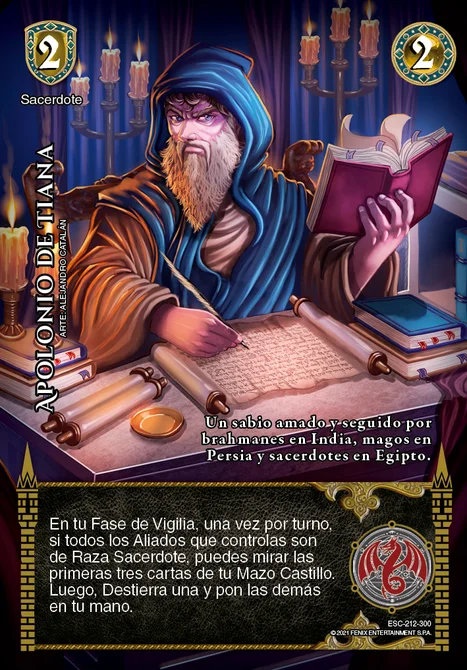 2
2
Sacerdote
APOLONIO DE TIANA
ARTE: ALEJANDRO CATALÁN
Un sabio amado y seguido por
brahmanes en India, magos en
Persia y sacerdotes en Egipto.
En tu Fase de Vigilia, una vez por turno,
si todos los Aliados que controlas son
de Raza Sacerdote, puedes mirar las
primeras tres cartas de tu Mazo Castillo.
Luego, Destierra una y pon las demás
en tu mano.
ESC-212-300
©2021 FENIX ENTERTAINMENT S.P.A.